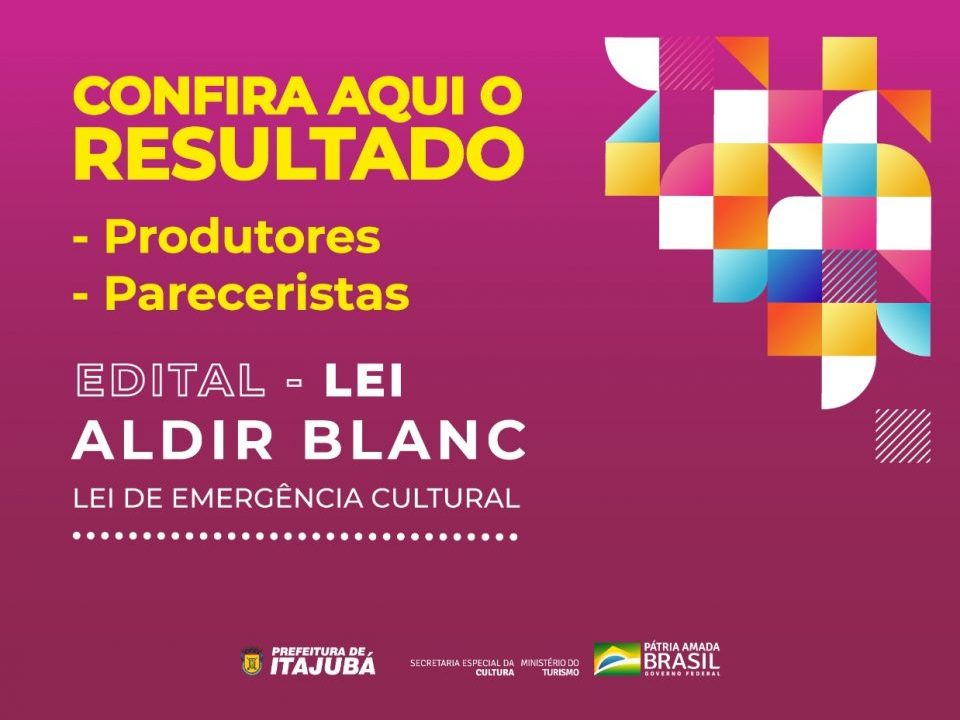 CONFIRA AQUI O
RESULTADO
- Produtores
- Pareceristas
EDITAL - LEI
ALDIR BLANC
LEI DE EMERGÊNCIA CULTURAL
PREFEITURA DE
ITAJUBÁ
SECRETARIA ESPECIAL DA
CULTURA
MINISTÉRIO DO
TURISMO
PÁTRIA AMADA
BRASIL
GOVERNO FEDERAL